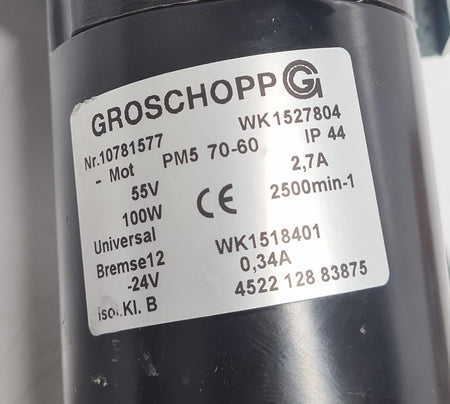 GROSCHOPP
Nr.10781577 WK1527804
- Mot PM5 70-60 IP 44
55V 2,7A
100W CE 2500min-1
Universal WK1518401
Bremse12 0,34A
-24V 4522 128 83875
Isol.Kl. B